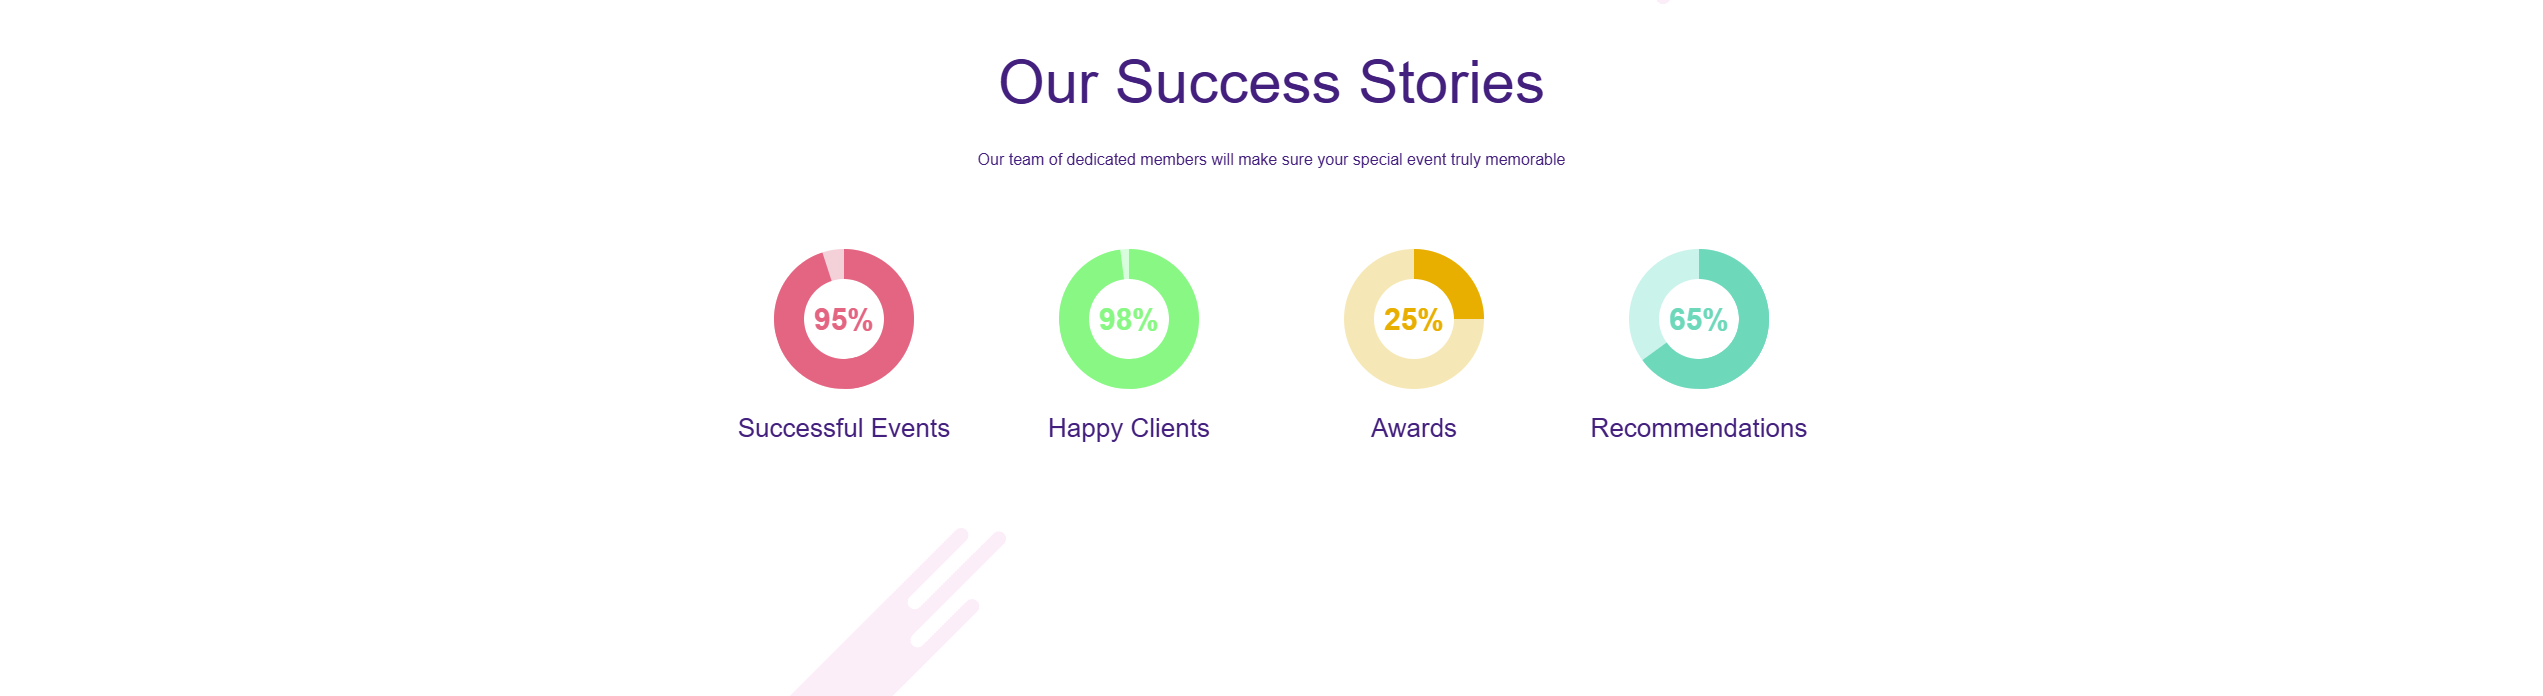 Our Success Stories
Our team of dedicated members will make sure your special event truly memorable
95%
98%
25%
65%
Successful Events
Happy Clients
Awards
Recommendations